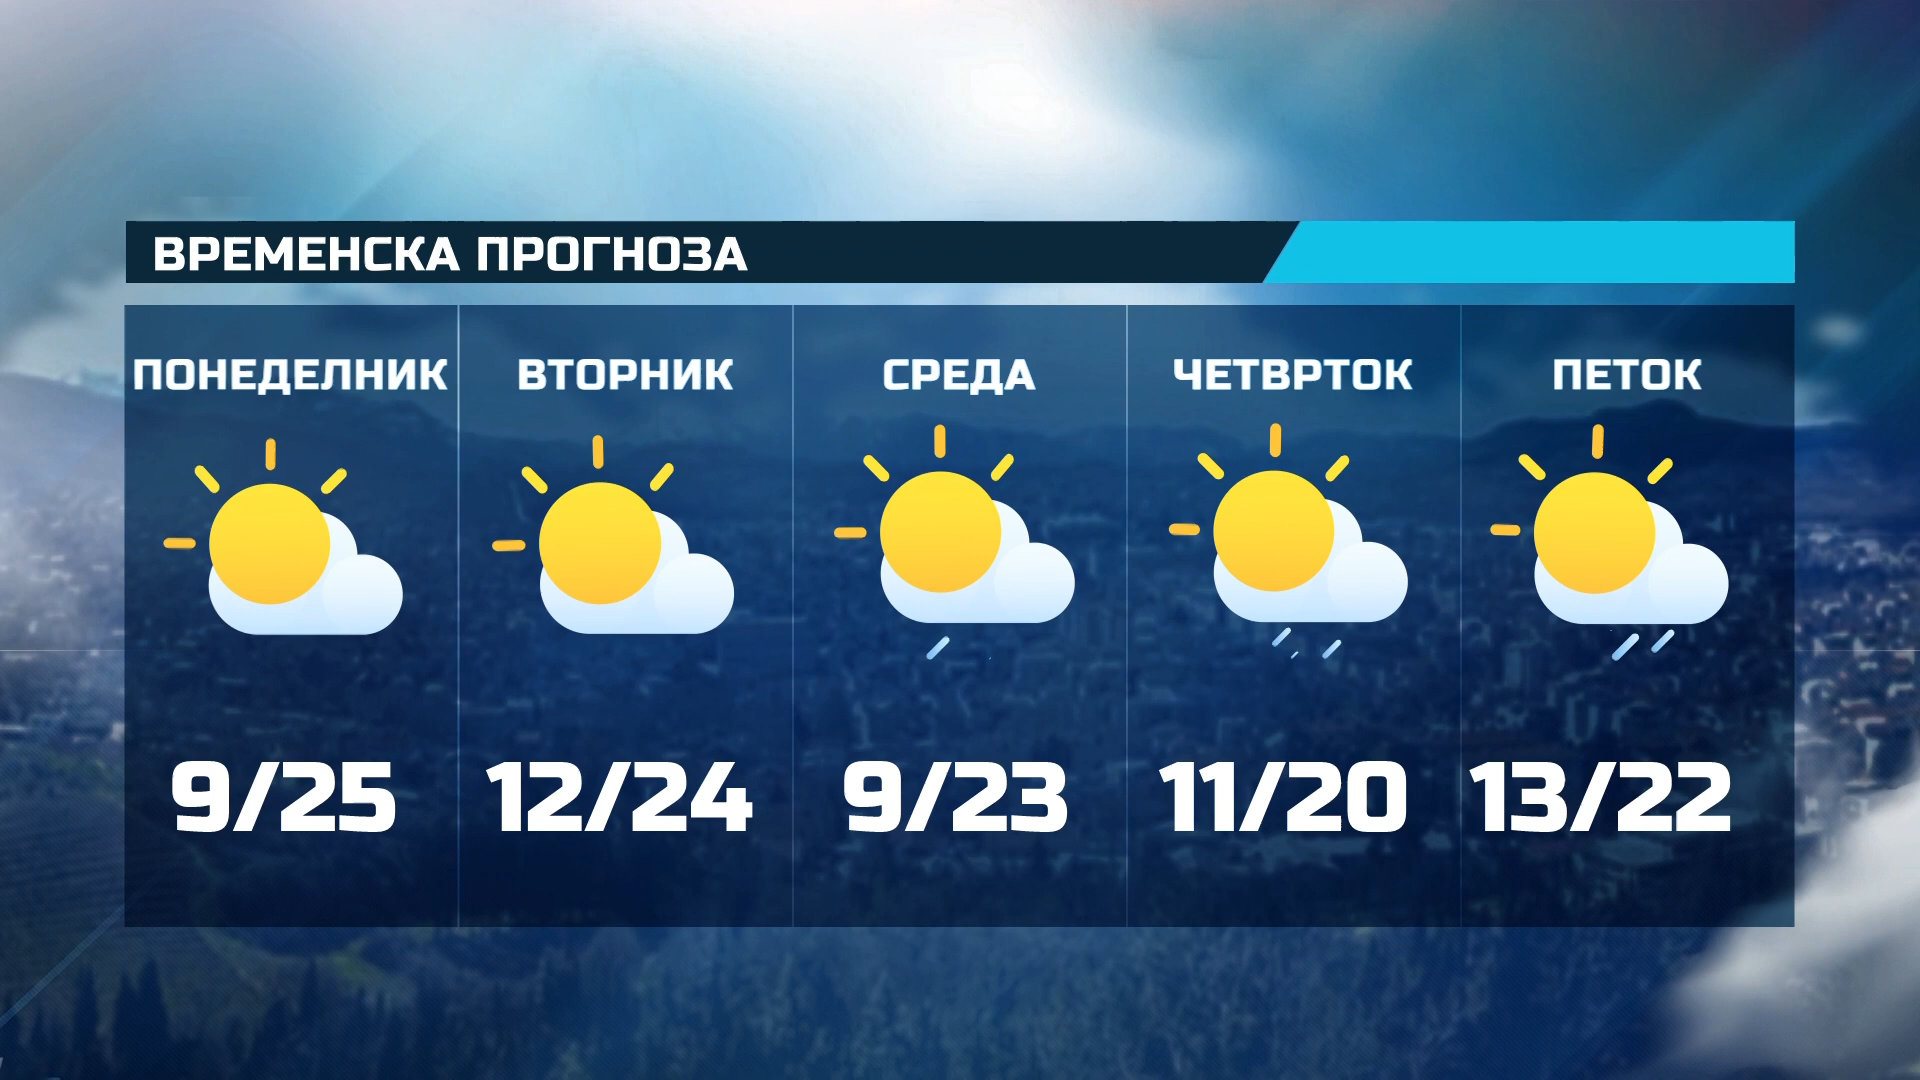 ВРЕМЕНСКА ПРОГНОЗА
ПОНЕДЕЛНИК
9/25
ВТОРНИК
12/24
СРЕДА
9/23
ЧЕТВРТОК
11/20
ПЕТОК
13/22